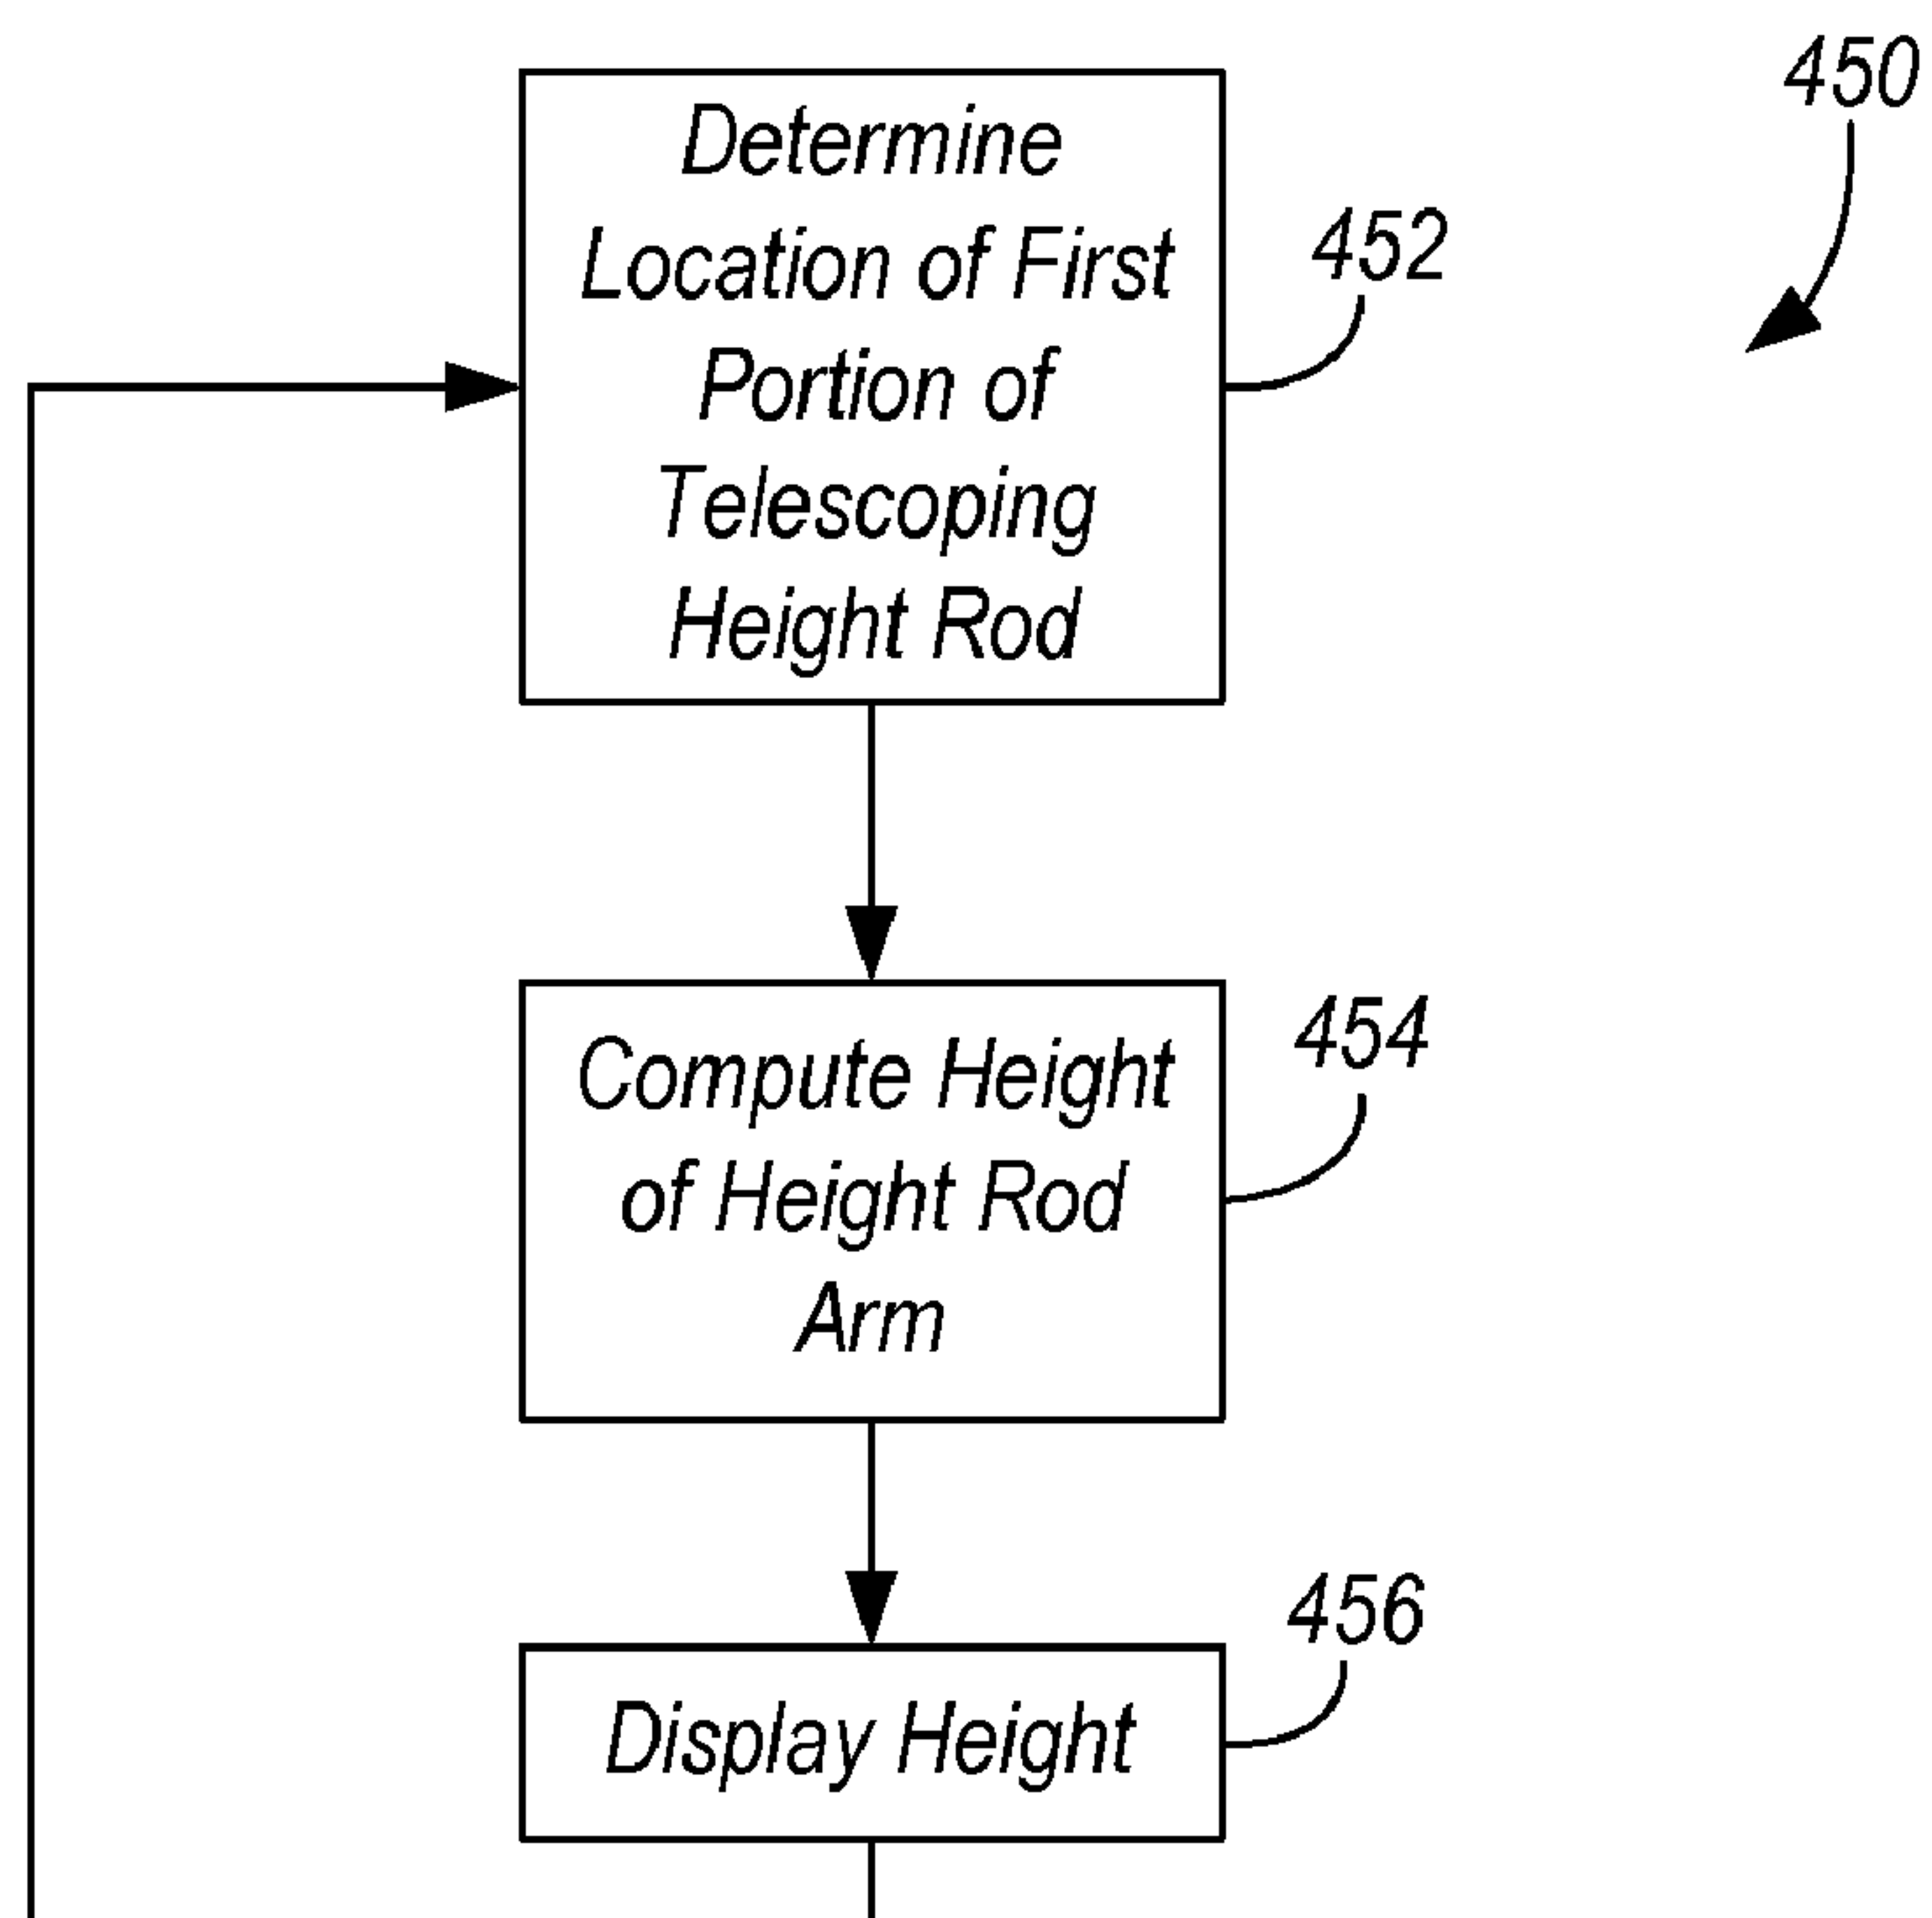 450
Determine
Location of First
Portion of
Telescoping
Height Rod
452
Compute Height
of Height Rod
Arm
454
Display Height
456